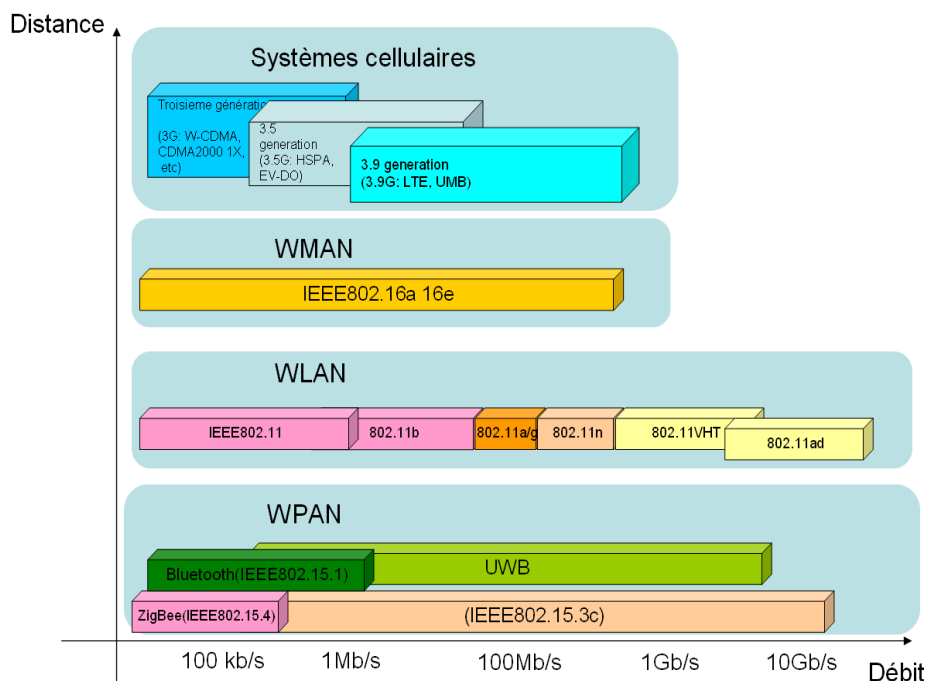 Distance
Systèmes cellulaires
Troisieme génération
(3G: W-CDMA,
CDMA2000 1X,
etc)
3.5
generation
(3.5G: HSPA,
EV-DO)
3.9 generation
(3.9G: LTE, UMB)
WMAN
IEEE802.16a 16e
WLAN
IEEE802.11
802.11b
802.11a/g
802.11n
802.11VHT
802.11ad
WPAN
Bluetooth(IEEE802.15.1)
UWB
ZigBee(IEEE802.15.4)
(IEEE802.15.3c)
100 kb/s
1Mb/s
100Mb/s
1Gb/s
10Gb/s
Débit